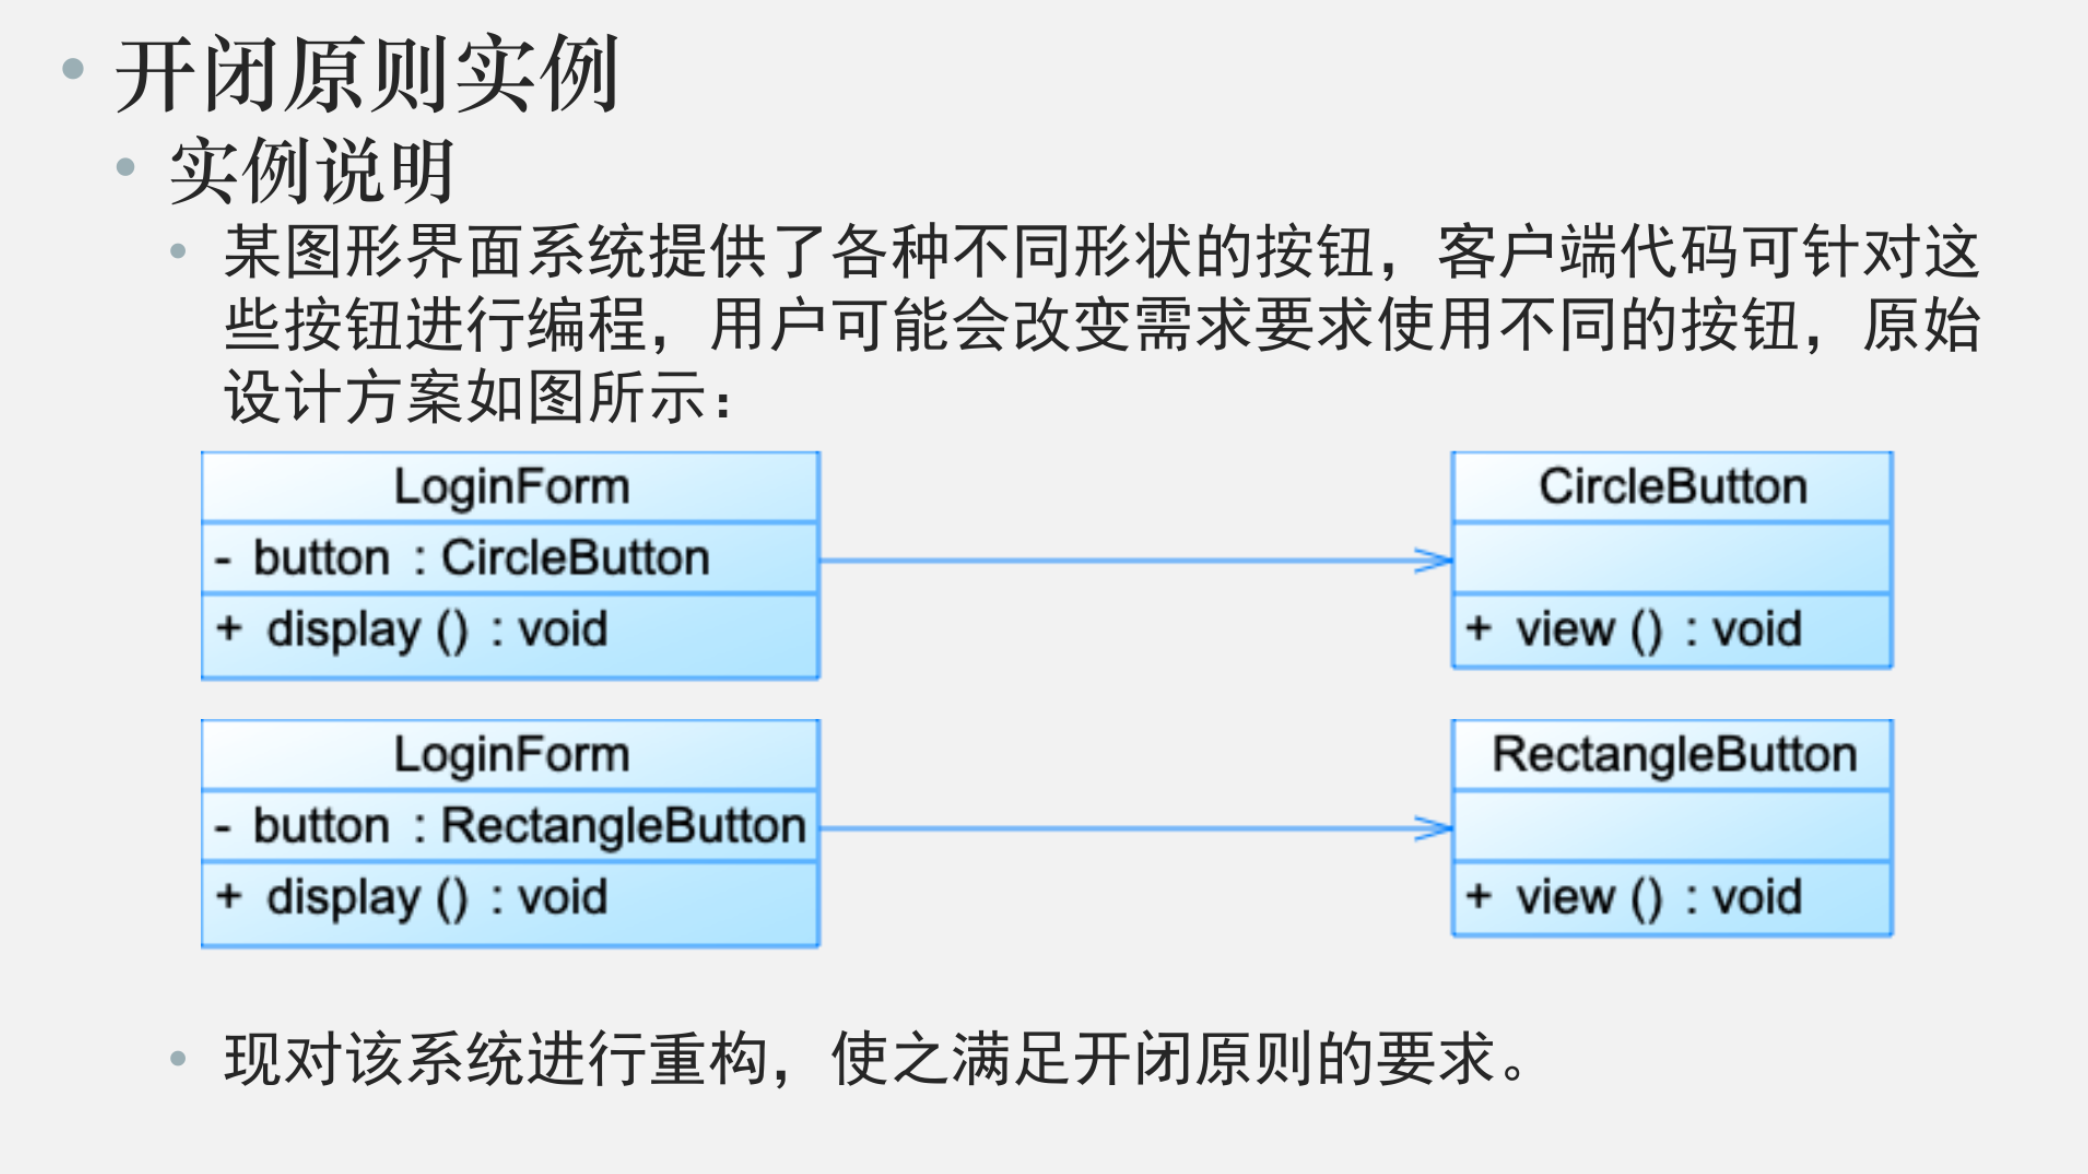 • 开闭原则实例
• 实例说明
• 某图形界面系统提供了各种不同形状的按钮，客户端代码可针对这
些按钮进行编程，用户可能会改变需求要求使用不同的按钮，原始
设计方案如图所示：
LoginForm
- button : CircleButton
+ display () : void
CircleButton
+ view () : void
LoginForm
- button : RectangleButton
+ display () : void
RectangleButton
+ view () : void
• 现对该系统进行重构，使之满足开闭原则的要求。